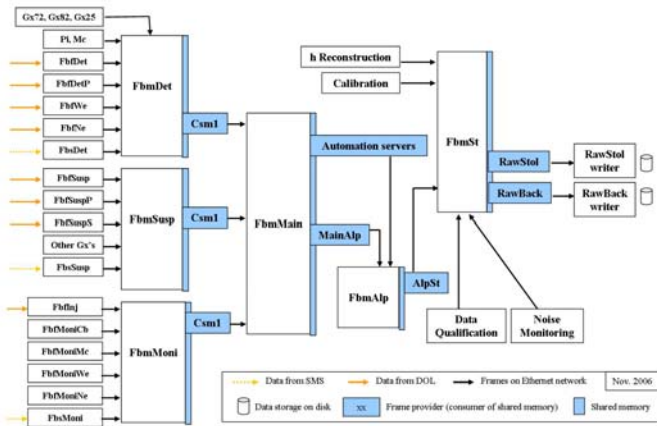 Gx72, Gx82, Gx25
Pi, Mc
FbfDet
FbfDetP
FbfWe
FbfNe
FbsDet
FbmDet
Csm1
FbfSusp
FbfSuspP
FbfSuspS
Other Gx's
FbsSusp
FbmSusp
Csm1
FbfInj
FbfMoniCb
FbfMoniMc
FbfMoniWe
FbfMoniNe
FbsMoni
FbmMoni
Csm1
FbmMain
Automation servers
MainAlp
FbmAlp
AlpSt
h Reconstruction
Calibration
FbmSt
RawStol
RawBack
RawStol
writer
RawBack
writer
Data
Qualification
Noise
Monitoring
Data from SMS
Data from DOL
Frames on Ethernet network
Nov. 2006
Data storage on disk
xx
Frame provider (consumer of shared memory)
Shared memory